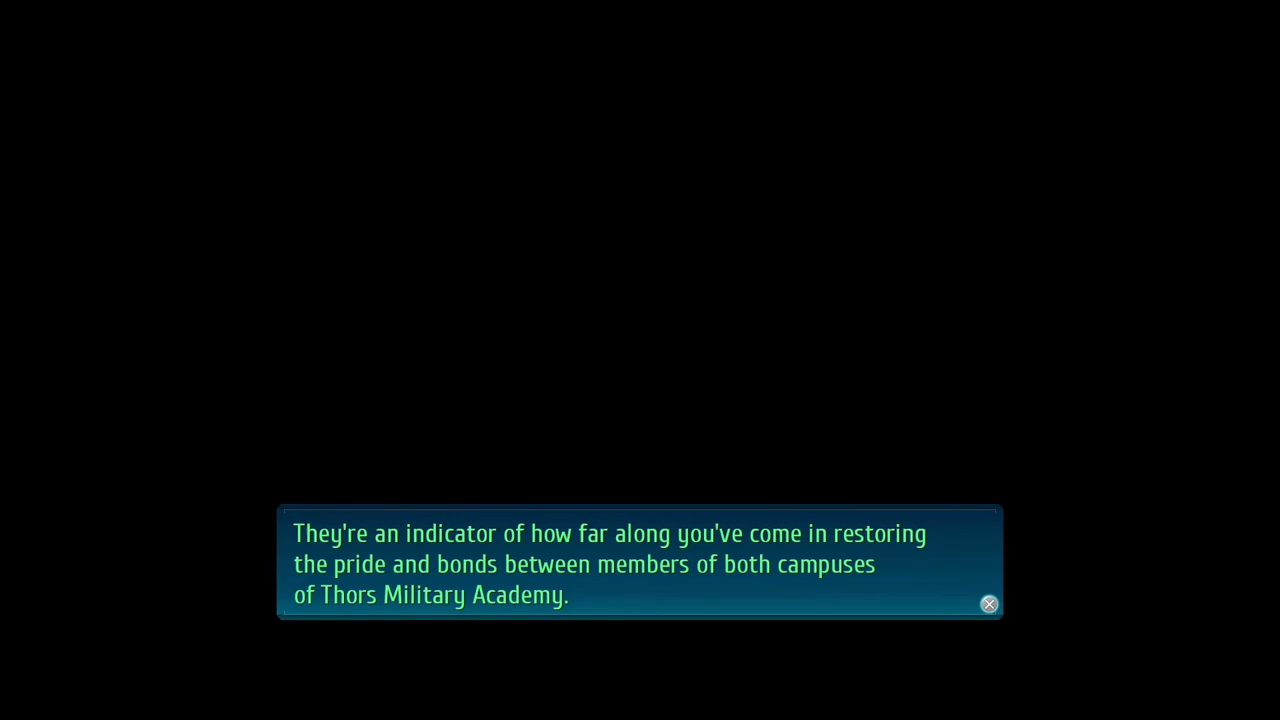 They're an indicator of how far along you've come in restoring
the pride and bonds between members of both campuses
of Thors Military Academy.